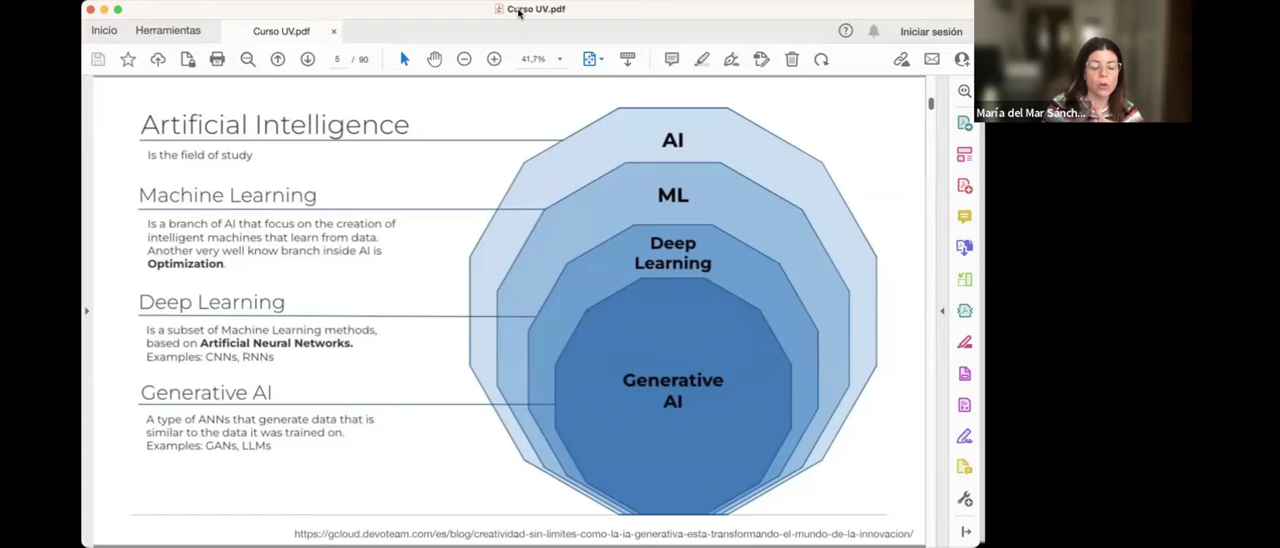 Curso UV.pdf
Inicio
Herramientas
Curso UV.pdf
Iniciar sesión
5 / 90
41,7%
María del Mar Sánch...
Artificial Intelligence
Is the field of study
Machine Learning
Is a branch of AI that focus on the creation of
intelligent machines that learn from data.
Another very well know branch inside AI is
Optimization.
Deep Learning
Is a subset of Machine Learning methods,
based on Artificial Neural Networks.
Examples: CNNs, RNNs
Generative AI
A type of ANNs that generate data that is
similar to the data it was trained on.
Examples: GANs, LLMs
AI
ML
Deep
Learning
Generative
AI
https://gcloud.devoteam.com/es/blog/creatividad-sin-limites-como-la-ia-generativa-esta-transformando-el-mundo-de-la-innovacion/